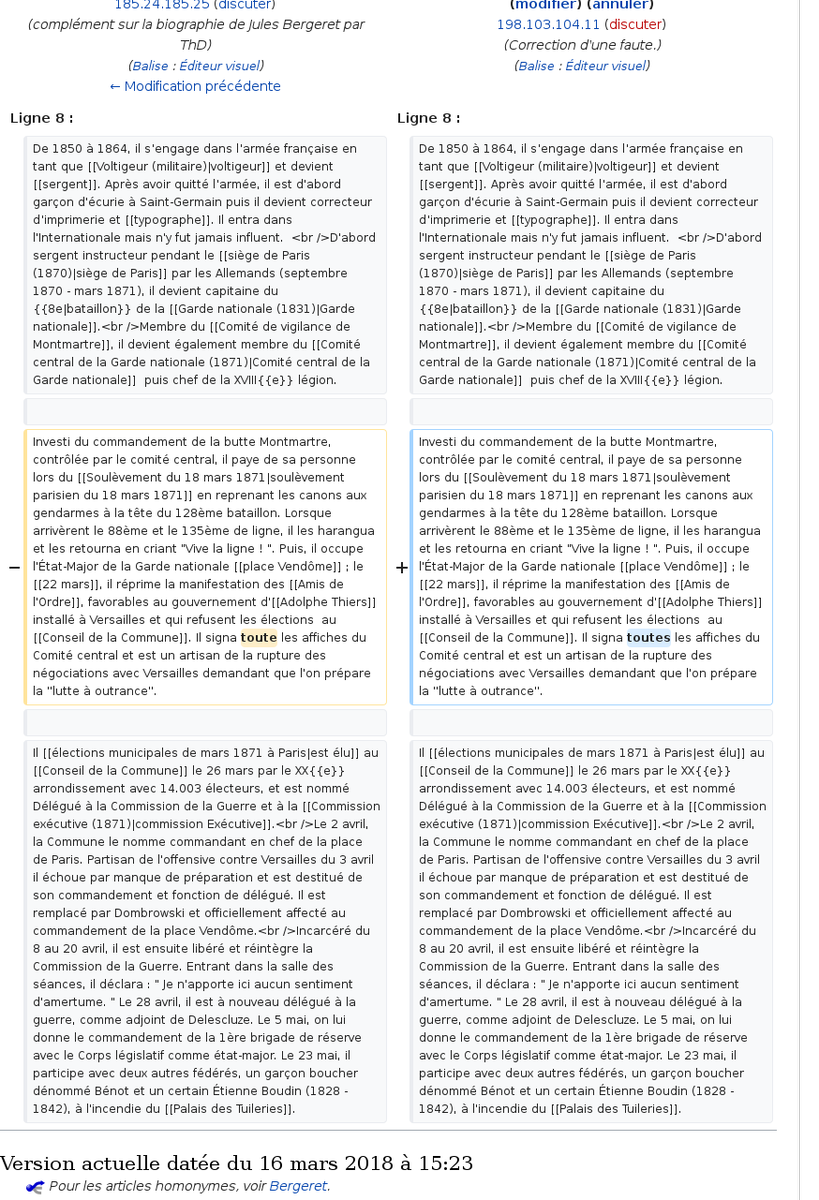 185.24.185.25 (discuter)
(complément sur la biographie de Jules Bergeret par
ThD)
(Balise : Éditeur visuel)
← Modification précédente
(modifier) (annuler)
198.103.104.11 (discuter)
(Correction d'une faute.)
(Balise : Éditeur visuel)
Ligne 8 :
Ligne 8 :
De 1850 à 1864, il s'engage dans l'armée française en
tant que [[Voltigeur (militaire)|voltigeur]] et devient
[[sergent]]. Après avoir quitté l'armée, il est d'abord
garçon d'écurie à Saint-Germain puis il devient correcteur
d'imprimerie et [[typographe]]. Il entra dans
l'Internationale mais n'y fut jamais influent.  <br />D'abord
sergent instructeur pendant le [[siège de Paris
(1870)|siège de Paris]] par les Allemands (septembre
1870 - mars 1871), il devient capitaine du
{{8e|bataillon}} de la [[Garde nationale (1831)|Garde
nationale]].<br />Membre du [[Comité de vigilance de
Montmartre]], il devient également membre du [[Comité
central de la Garde nationale (1871)|Comité central de la
Garde nationale]]  puis chef de la XVIII{{e}} légion.
De 1850 à 1864, il s'engage dans l'armée française en
tant que [[Voltigeur (militaire)|voltigeur]] et devient
[[sergent]]. Après avoir quitté l'armée, il est d'abord
garçon d'écurie à Saint-Germain puis il devient correcteur
d'imprimerie et [[typographe]]. Il entra dans
l'Internationale mais n'y fut jamais influent.  <br />D'abord
sergent instructeur pendant le [[siège de Paris
(1870)|siège de Paris]] par les Allemands (septembre
1870 - mars 1871), il devient capitaine du
{{8e|bataillon}} de la [[Garde nationale (1831)|Garde
nationale]].<br />Membre du [[Comité de vigilance de
Montmartre]], il devient également membre du [[Comité
central de la Garde nationale (1871)|Comité central de la
Garde nationale]]  puis chef de la XVIII{{e}} légion.
−
Investi du commandement de la butte Montmartre,
contrôlée par le comité central, il paye de sa personne
lors du [[Soulèvement du 18 mars 1871|soulèvement
parisien du 18 mars 1871]] en reprenant les canons aux
gendarmes à la tête du 128ème bataillon. Lorsque
arrivèrent le 88ème et le 135ème de ligne, il les harangua
et les retourna en criant "Vive la ligne ! ". Puis, il occupe
l'État-Major de la Garde nationale [[place Vendôme]] ; le
[[22 mars]], il réprime la manifestation des [[Amis de
l'Ordre]], favorables au gouvernement d'[[Adolphe Thiers]]
installé à Versailles et qui refusent les élections  au
[[Conseil de la Commune]]. Il signa toute les affiches du
Comité central et est un artisan de la rupture des
négociations avec Versailles demandant que l'on prépare
la "lutte à outrance".
+
Investi du commandement de la butte Montmartre,
contrôlée par le comité central, il paye de sa personne
lors du [[Soulèvement du 18 mars 1871|soulèvement
parisien du 18 mars 1871]] en reprenant les canons aux
gendarmes à la tête du 128ème bataillon. Lorsque
arrivèrent le 88ème et le 135ème de ligne, il les harangua
et les retourna en criant "Vive la ligne ! ". Puis, il occupe
l'État-Major de la Garde nationale [[place Vendôme]] ; le
[[22 mars]], il réprime la manifestation des [[Amis de
l'Ordre]], favorables au gouvernement d'[[Adolphe Thiers]]
installé à Versailles et qui refusent les élections  au
[[Conseil de la Commune]]. Il signa toutes les affiches du
Comité central et est un artisan de la rupture des
négociations avec Versailles demandant que l'on prépare
la "lutte à outrance".
Il [[élections municipales de mars 1871 à Paris|est élu]] au
[[Conseil de la Commune]] le 26 mars par le XX{{e}}
arrondissement avec 14.003 électeurs, et est nommé
Délégué à la Commission de la Guerre et à la [[Commission
exécutive (1871)|commission Exécutive]].<br />Le 2 avril,
la Commune le nomme commandant en chef de la place
de Paris. Partisan de l'offensive contre Versailles du 3 avril
il échoue par manque de préparation et est destitué de
son commandement et fonction de délégué. Il est
remplacé par Dombrowski et officiellement affecté au
commandement de la place Vendôme.<br />Incarcéré du
8 au 20 avril, il est ensuite libéré et réintègre la
Commission de la Guerre. Entrant dans la salle des
séances, il déclara : " Je n'apporte ici aucun sentiment
d'amertume. " Le 28 avril, il est à nouveau délégué à la
guerre, comme adjoint de Delescluze. Le 5 mai, on lui
donne le commandement de la 1ère brigade de réserve
avec le Corps législatif comme état-major. Le 23 mai, il
participe avec deux autres fédérés, un garçon boucher
dénommé Bénot et un certain Étienne Boudin (1828 -
1842), à l'incendie du [[Palais des Tuileries]].
Il [[élections municipales de mars 1871 à Paris|est élu]] au
[[Conseil de la Commune]] le 26 mars par le XX{{e}}
arrondissement avec 14.003 électeurs, et est nommé
Délégué à la Commission de la Guerre et à la [[Commission
exécutive (1871)|commission Exécutive]].<br />Le 2 avril,
la Commune le nomme commandant en chef de la place
de Paris. Partisan de l'offensive contre Versailles du 3 avril
il échoue par manque de préparation et est destitué de
son commandement et fonction de délégué. Il est
remplacé par Dombrowski et officiellement affecté au
commandement de la place Vendôme.<br />Incarcéré du
8 au 20 avril, il est ensuite libéré et réintègre la
Commission de la Guerre. Entrant dans la salle des
séances, il déclara : " Je n'apporte ici aucun sentiment
d'amertume. " Le 28 avril, il est à nouveau délégué à la
guerre, comme adjoint de Delescluze. Le 5 mai, on lui
donne le commandement de la 1ère brigade de réserve
avec le Corps législatif comme état-major. Le 23 mai, il
participe avec deux autres fédérés, un garçon boucher
dénommé Bénot et un certain Étienne Boudin (1828 -
1842), à l'incendie du [[Palais des Tuileries]].
Version actuelle datée du 16 mars 2018 à 15:23
Pour les articles homonymes, voir Bergeret.